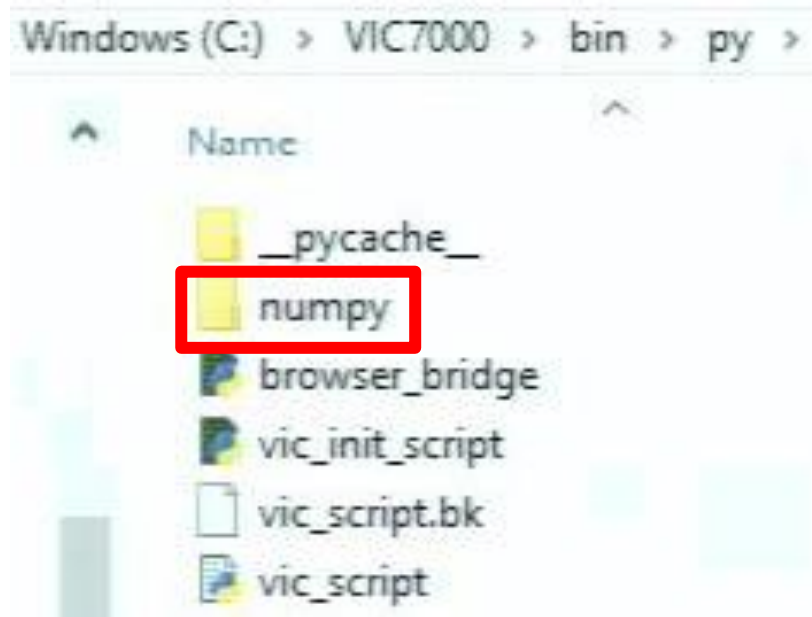 Windows (C:) > VIC7000 > bin > py >
Name
__pycache__
numpy
browser_bridge
vic_init_script
vic_script.bk
vic_script